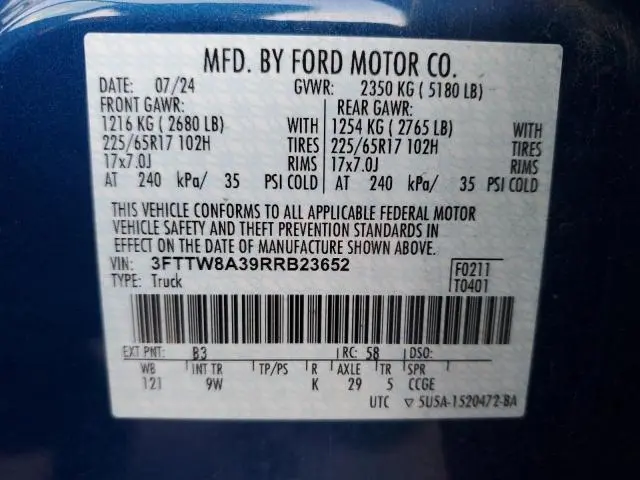 MFD. BY FORD MOTOR CO.
DATE: 07/24 GVWR: 2350 KG ( 5180 LB)
FRONT GAWR: REAR GAWR:
1216 KG ( 2680 LB) WITH 1254 KG ( 2765 LB) WITH
225/65R17 102H TIRES 225/65R17 102H TIRES
17x7.0J RIMS 17x7.0J RIMS
AT 240 kPa/ 35 PSI COLD AT 240 kPa/ 35 PSI COLD
THIS VEHICLE CONFORMS TO ALL APPLICABLE FEDERAL MOTOR
VEHICLE SAFETY AND THEFT PREVENTION STANDARDS IN
EFFECT ON THE DATE OF MANUFACTURE SHOWN ABOVE.
VIN: 3FTTW8A39RRB23652 F0211
TYPE: Truck T0401
EXT PNT: B3 RC: 58 DSO:
WB INT TR TP/PS R AXLE TR SPR
121 9W K 29 5 CCGE
UTC ▽ 5U5A-1520472-BA